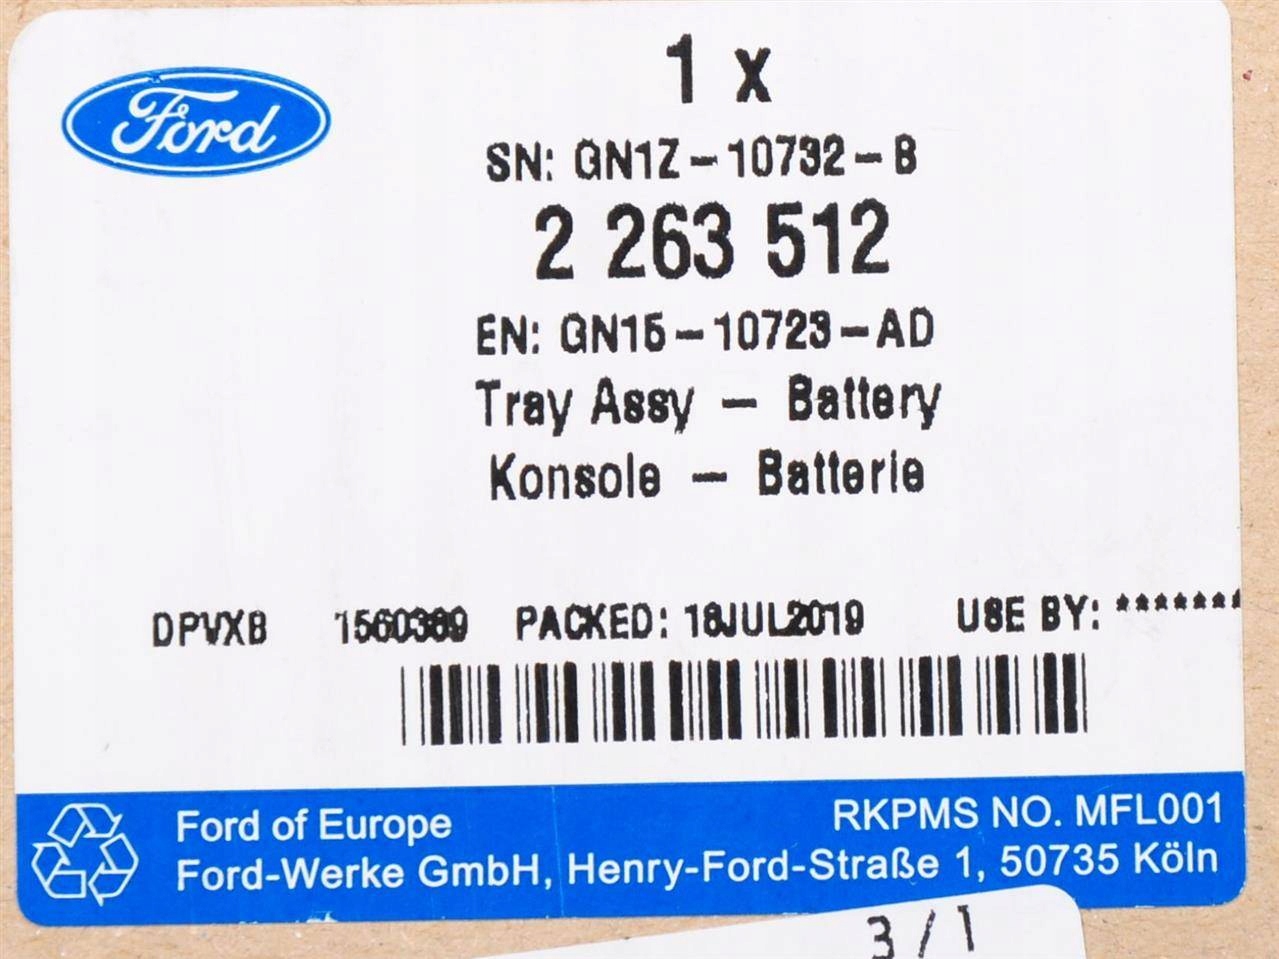 Ford
1 x
SN: GN1Z-10732-B
2 263 512
EN: GN15-10723-AD
Tray Assy - Battery
Konsole - Batterie
DPVXB 1560389 PACKED: 18JUL2019 USE BY: *******
Ford of Europe RKPMS NO. MFL001
Ford-Werke GmbH, Henry-Ford-Straße 1, 50735 Köln
3/1